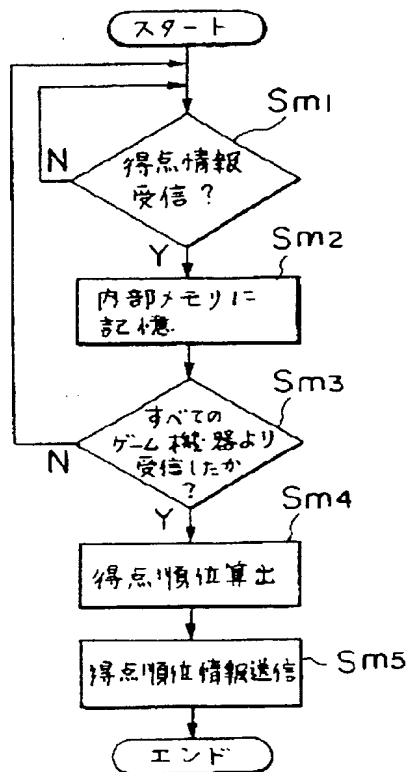 スタート
Sm1
得点情報
受信?
N
Y
Sm2
内部メモリに
記憶
Sm3
すべての
ゲーム機器より
受信したか
?
N
Y
Sm4
得点順位算出
得点順位情報送信
Sm5
エンド